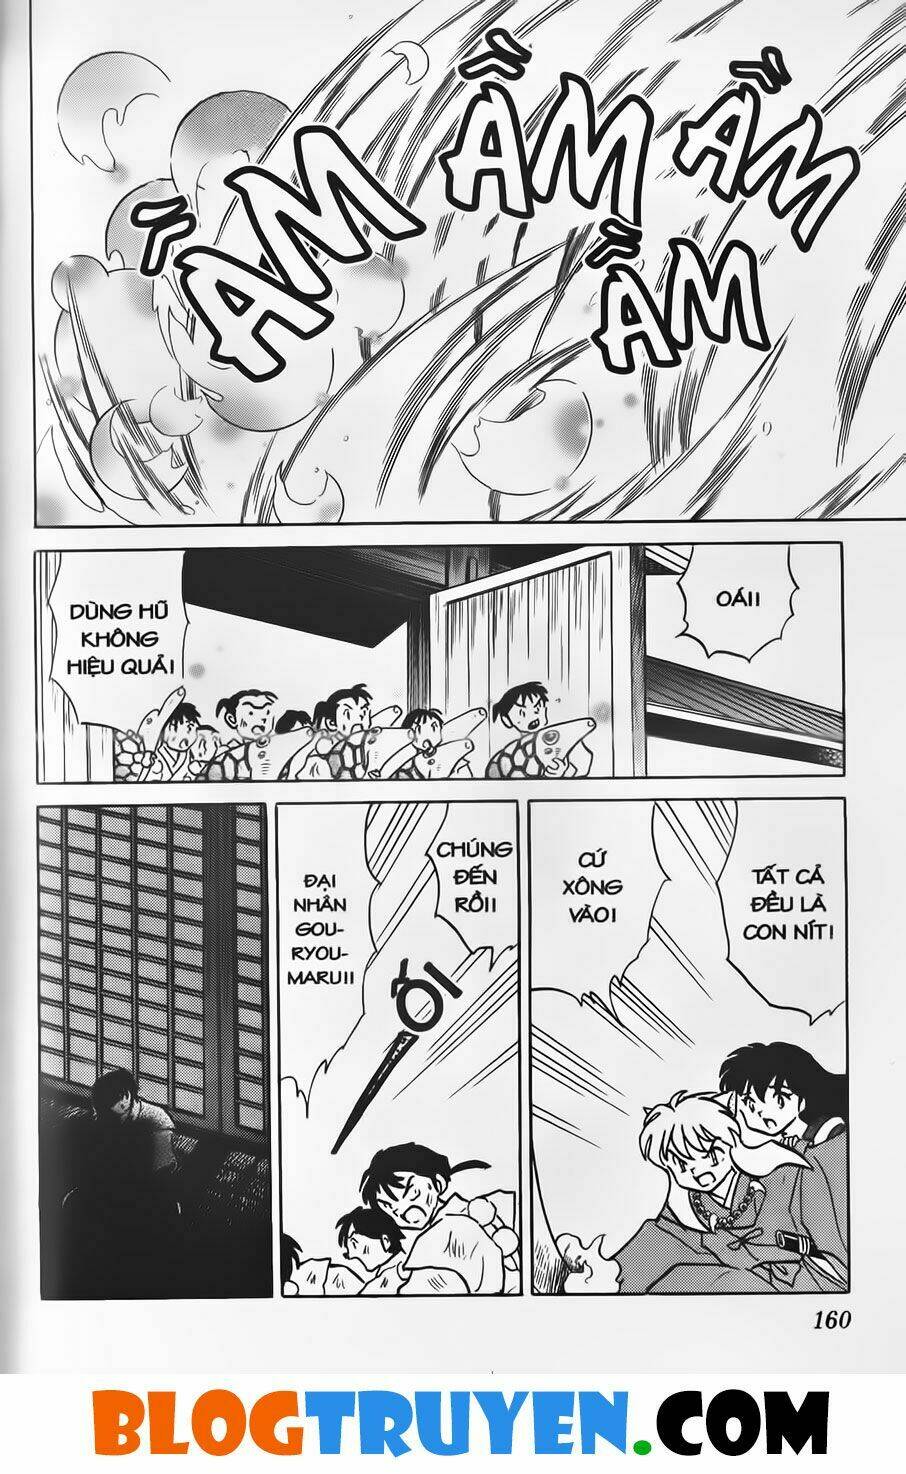 ẦM
ẦM
ẦM
ẦM
OÁI!
DÙNG HŨ
KHÔNG
HIỆU QUẢ!
TẤT CẢ
ĐỀU LÀ
CON NÍT!
CỨ
XÔNG
VÀO!
CHÚNG
ĐẾN
RỒI!
ỐI
ĐẠI
NHÂN
GOU-
RYOU-
MARU!!
160
BLOGTRUYEN.COM